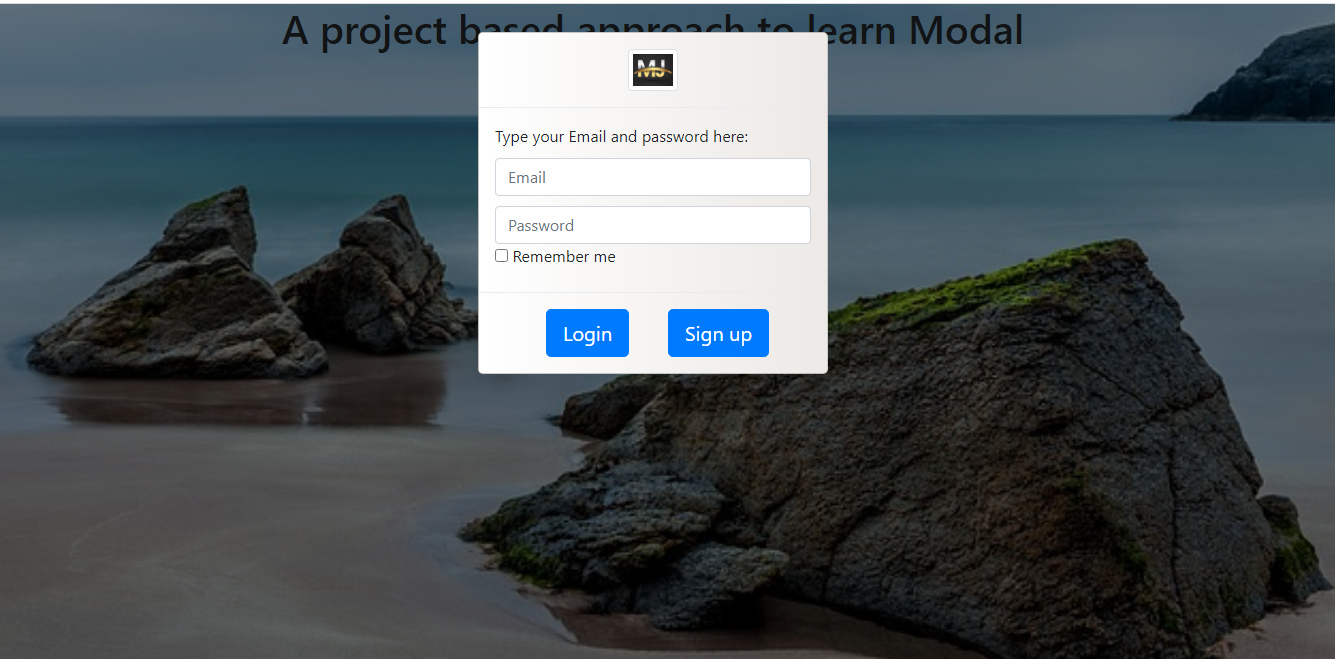 A project based approach to learn Modal
MJ
Type your Email and password here:
Email
Password
Remember me
Login Sign up